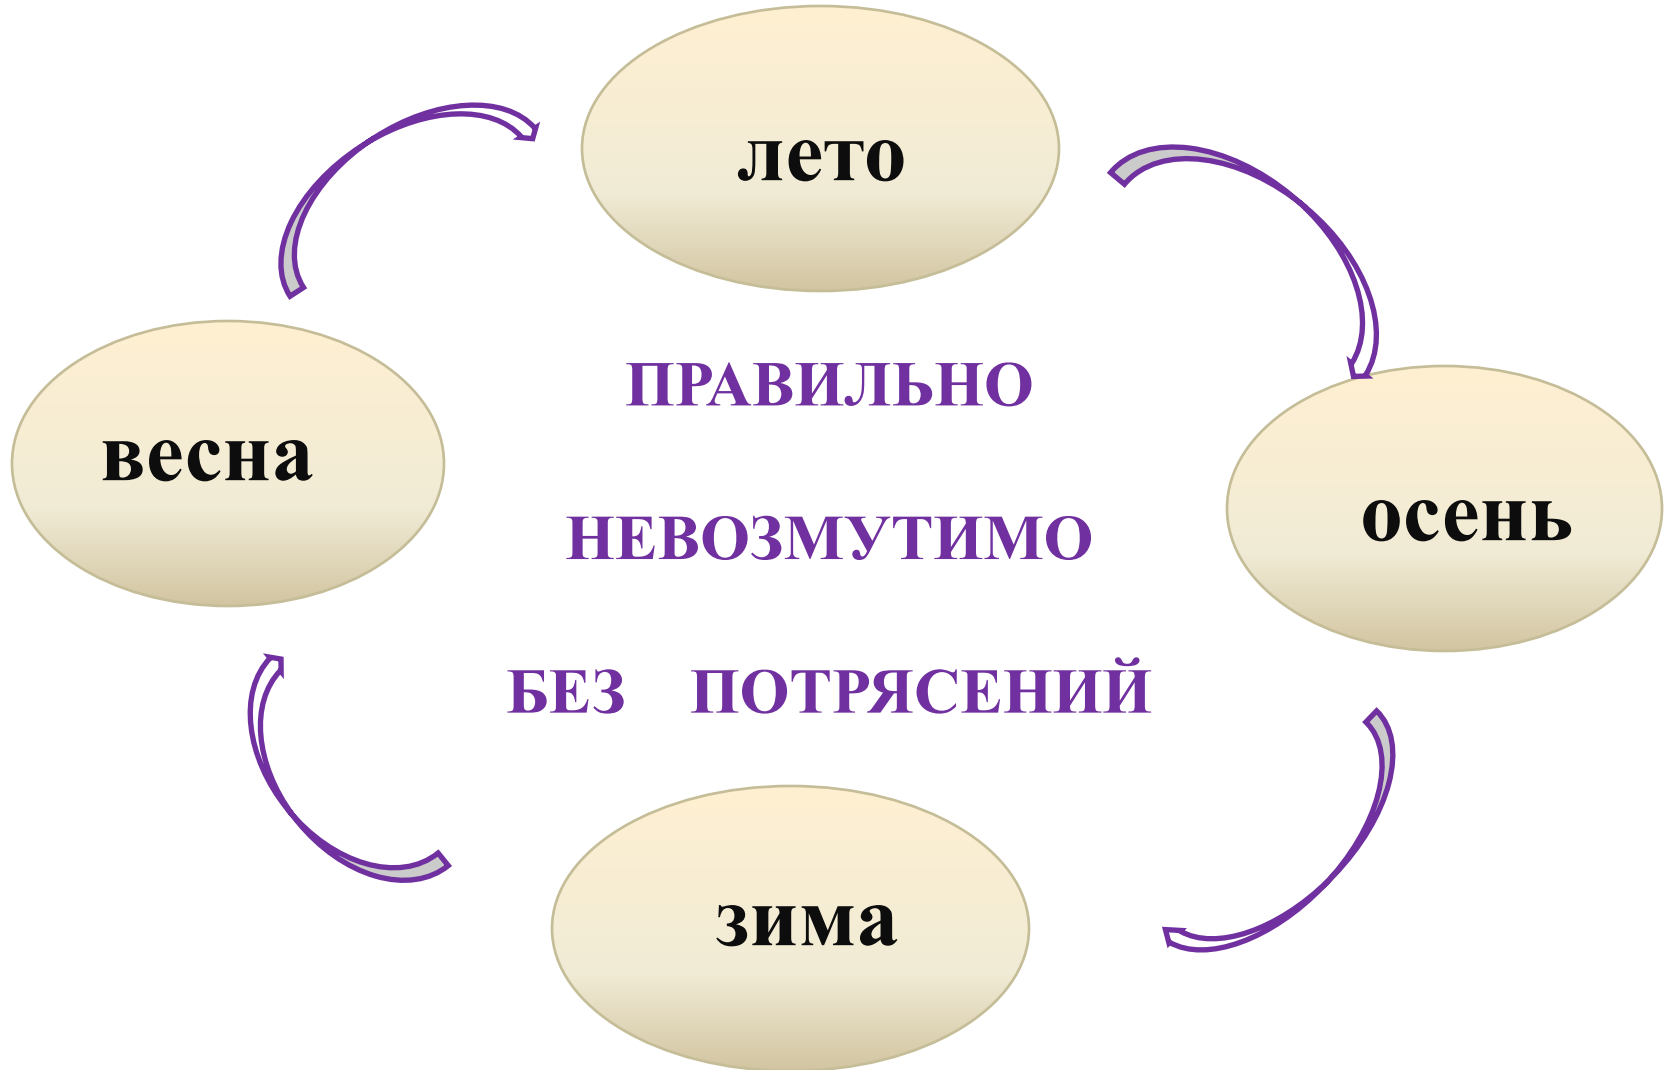 лето
ПРАВИЛЬНО
весна
осень
НЕВОЗМУТИМО
БЕЗ ПОТРЯСЕНИЙ
зима